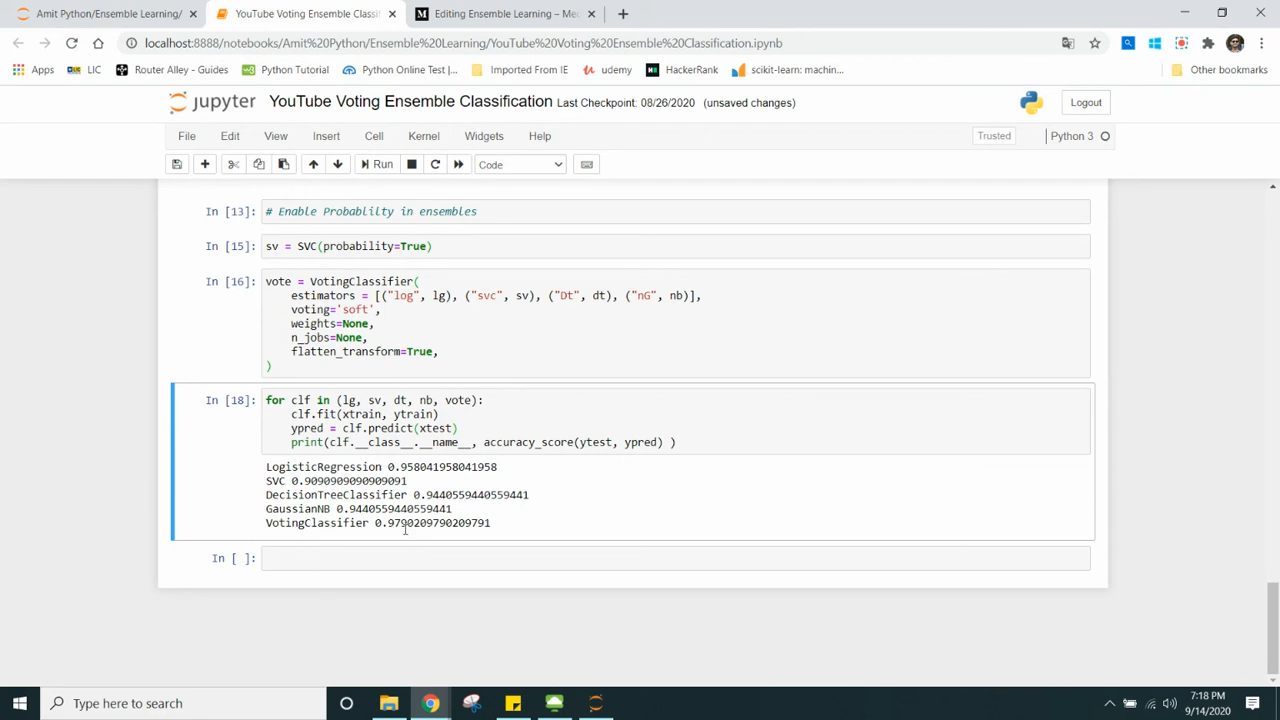 Amit Python/Ensemble Learning/
YouTube Voting Ensemble Classif
Editing Ensemble Learning – Med
localhost:8888/notebooks/Amit%20Python/Ensemble%20Learning/YouTube%20Voting%20Ensemble%20Classification.ipynb
Apps LIC Router Alley - Guides Python Tutorial Python Online Test |... Imported From IE udemy HackerRank scikit-learn: machin... Other bookmarks
jupyter YouTube Voting Ensemble Classification Last Checkpoint: 08/26/2020 (unsaved changes) Logout
File Edit View Insert Cell Kernel Widgets Help Trusted Python 3
Run Code
In [13]: # Enable Probablilty in ensembles
In [15]: sv = SVC(probability=True)
In [16]: vote = VotingClassifier(
estimators = [("log", lg), ("svc", sv), ("Dt", dt), ("nG", nb)],
voting='soft',
weights=None,
n_jobs=None,
flatten_transform=True,
)
In [18]: for clf in (lg, sv, dt, nb, vote):
clf.fit(xtrain, ytrain)
ypred = clf.predict(xtest)
print(clf.__class__.__name__, accuracy_score(ytest, ypred) )
LogisticRegression 0.958041958041958
SVC 0.9090909090909091
DecisionTreeClassifier 0.9440559440559441
GaussianNB 0.9440559440559441
VotingClassifier 0.9790209790209791
In [ ]:
Type here to search
7:18 PM
9/14/2020